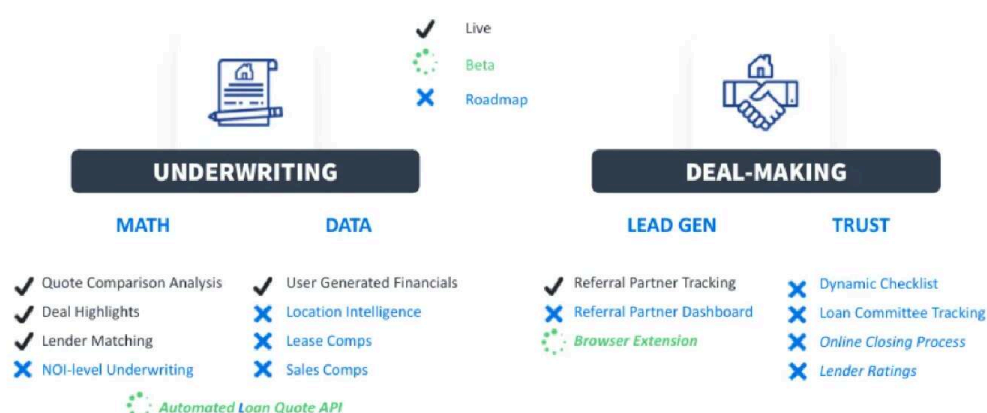 Live
Beta
Roadmap
UNDERWRITING
DEAL-MAKING
MATH
DATA
LEAD GEN
TRUST
Quote Comparison Analysis
Deal Highlights
Lender Matching
NOI-level Underwriting
User Generated Financials
Location Intelligence
Lease Comps
Sales Comps
Automated Loan Quote API
Referral Partner Tracking
Referral Partner Dashboard
Browser Extension
Dynamic Checklist
Loan Committee Tracking
Online Closing Process
Lender Ratings